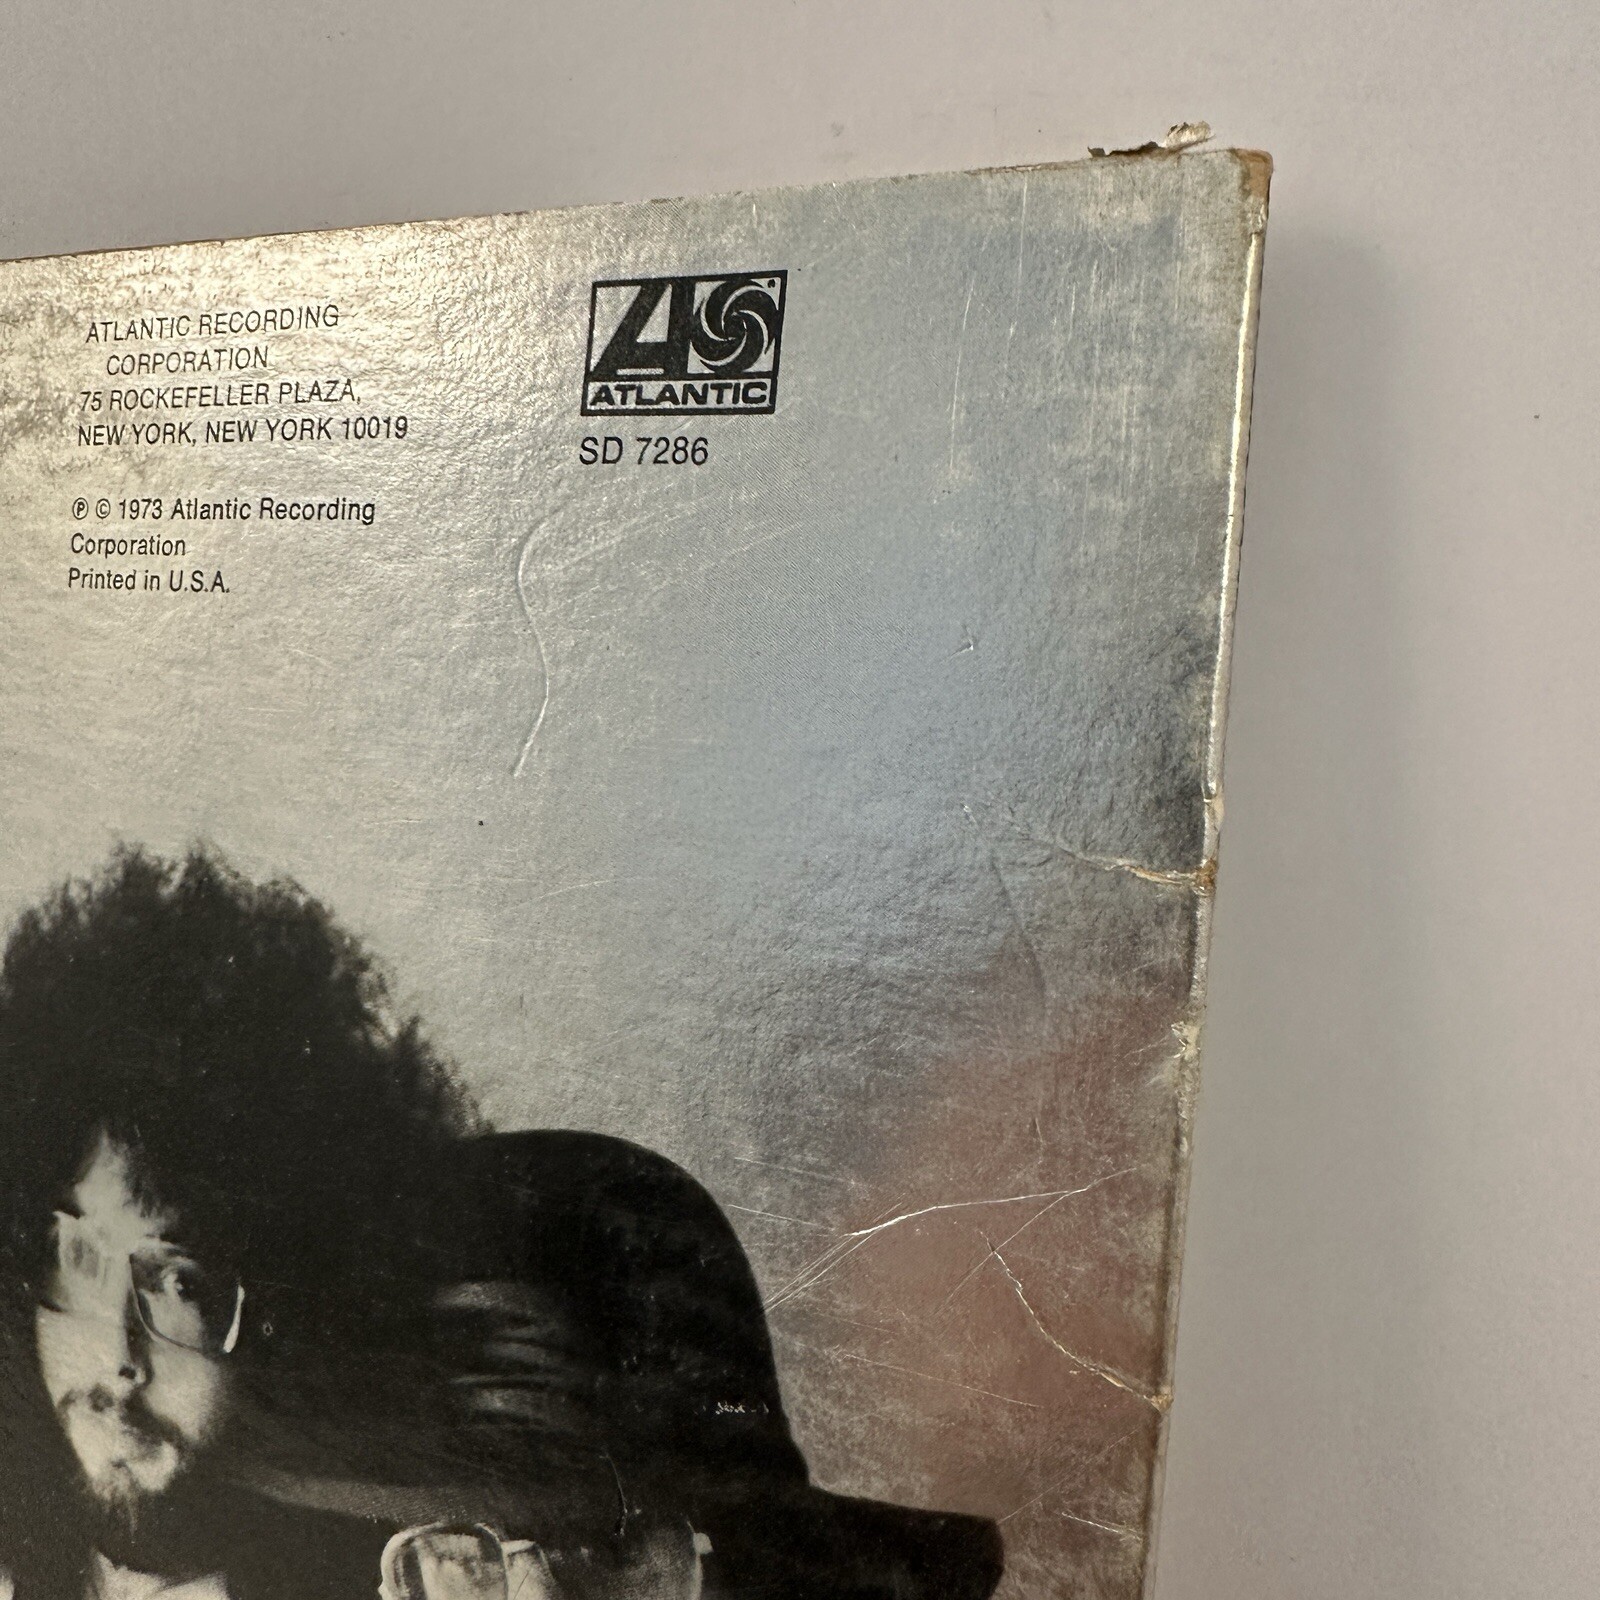 ATLANTIC RECORDING
CORPORATION
75 ROCKEFELLER PLAZA,
NEW YORK, NEW YORK 10019
℗ © 1973 Atlantic Recording
Corporation
Printed in U.S.A.
ATLANTIC
SD 7286